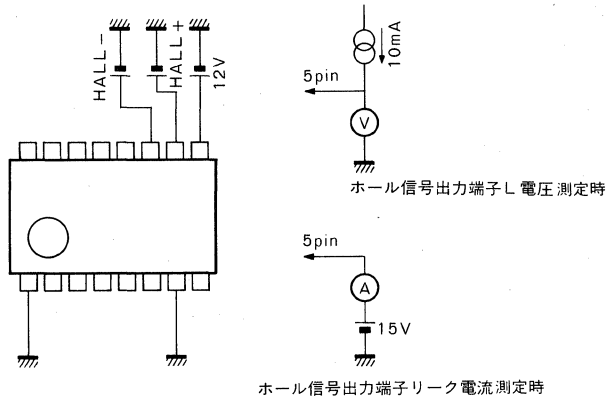 HALL-
HALL+
12V
10mA
5pin
V
ホール信号出力端子L電圧測定時
5pin
A
15V
ホール信号出力端子リーク電流測定時